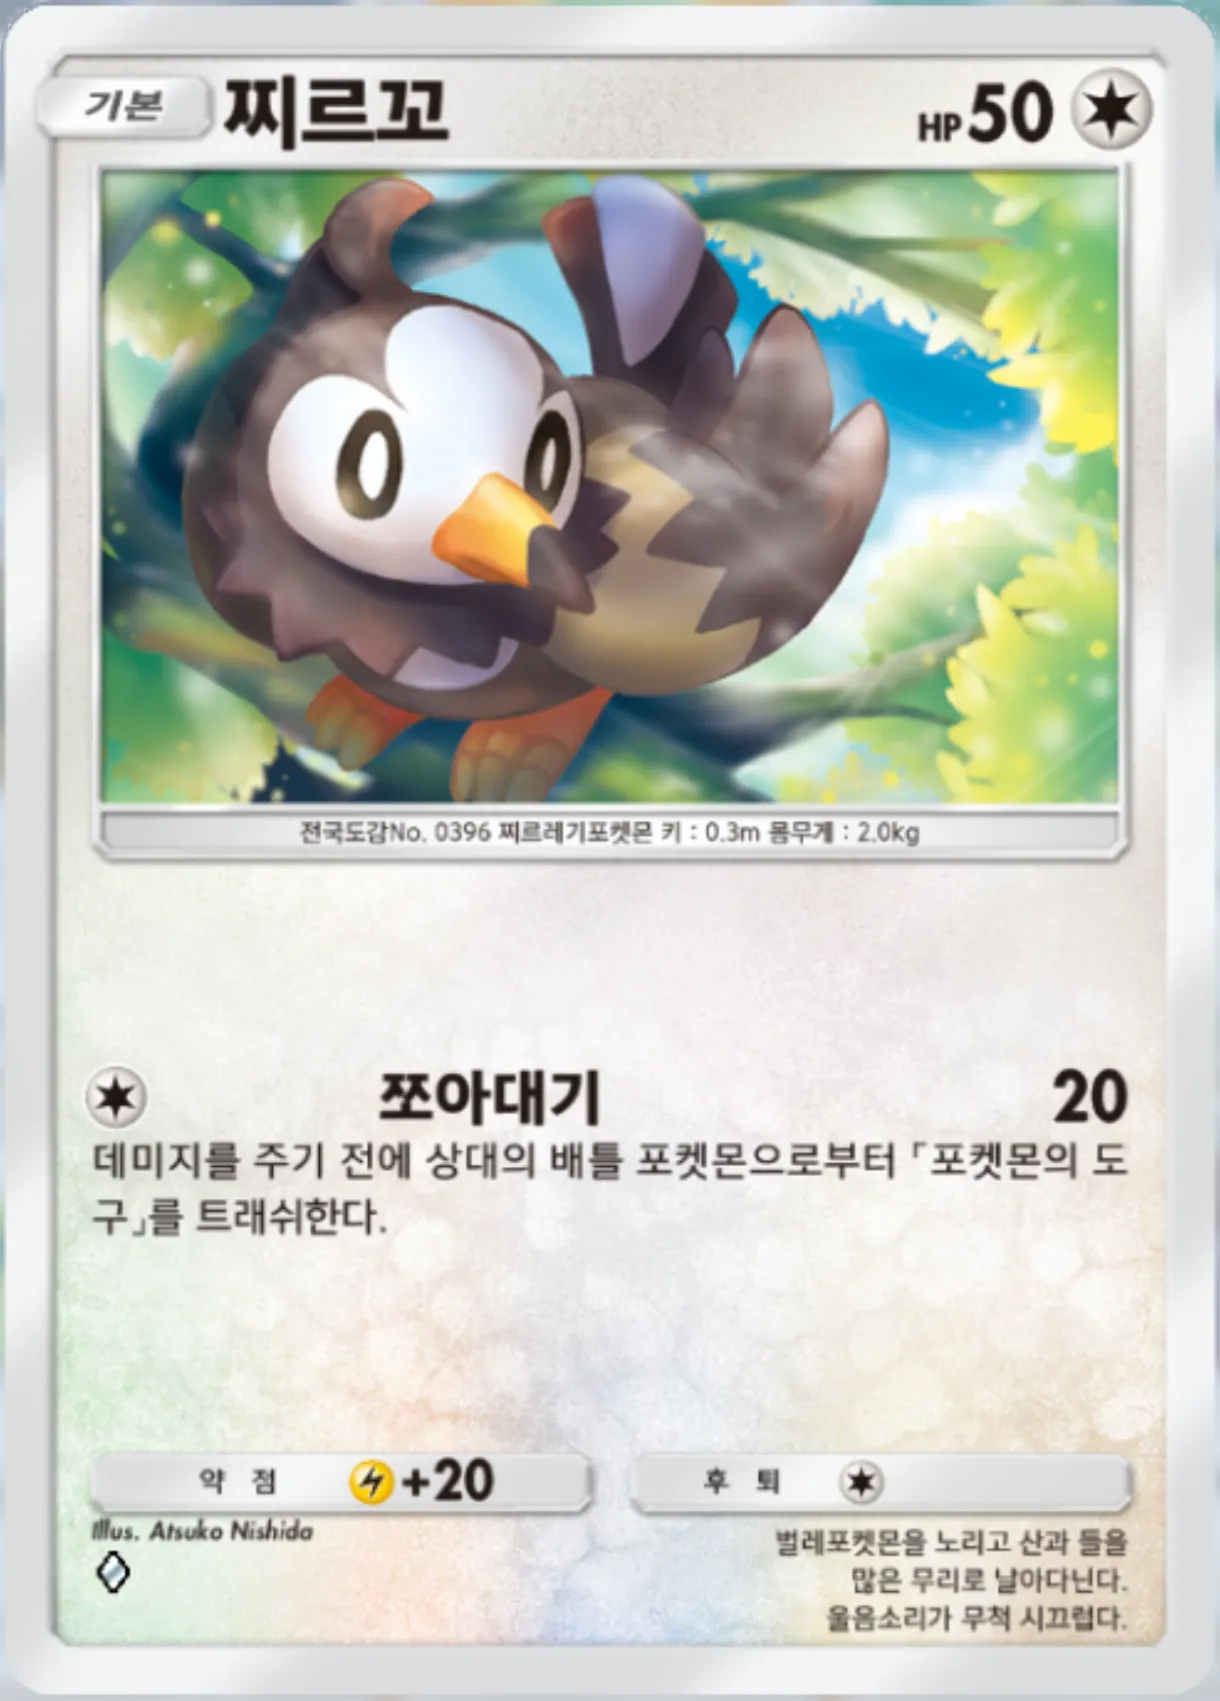 기본 찌르꼬 HP 50
전국도감No. 0396 찌르레기포켓몬 키 : 0.3m 몸무게 : 2.0kg
쪼아대기 20
데미지를 주기 전에 상대의 배틀 포켓몬으로부터 「포켓몬의 도
구」를 트래쉬한다.
약점 +20 후퇴
Illus. Atsuko Nishida
벌레포켓몬을 노리고 산과 들을
많은 무리로 날아다닌다.
울음소리가 무척 시끄럽다.